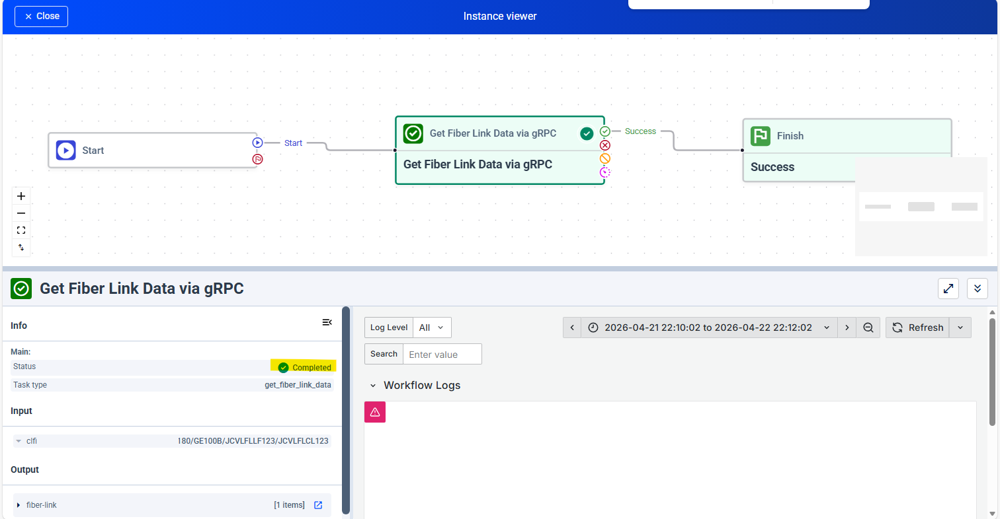 Close
Instance viewer
Start
Start
Get Fiber Link Data via gRPC
Get Fiber Link Data via gRPC
Success
Finish
Success
Get Fiber Link Data via gRPC
Info
Main:
Status
Completed
Task type
get_fiber_link_data
Input
clfi
180/GE100B/JCVLFLLF123/JCVLFLCL123
Output
fiber-link
[1 items]
Log Level
All
2026-04-21 22:10:02 to 2026-04-22 22:12:02
Refresh
Search
Enter value
Workflow Logs